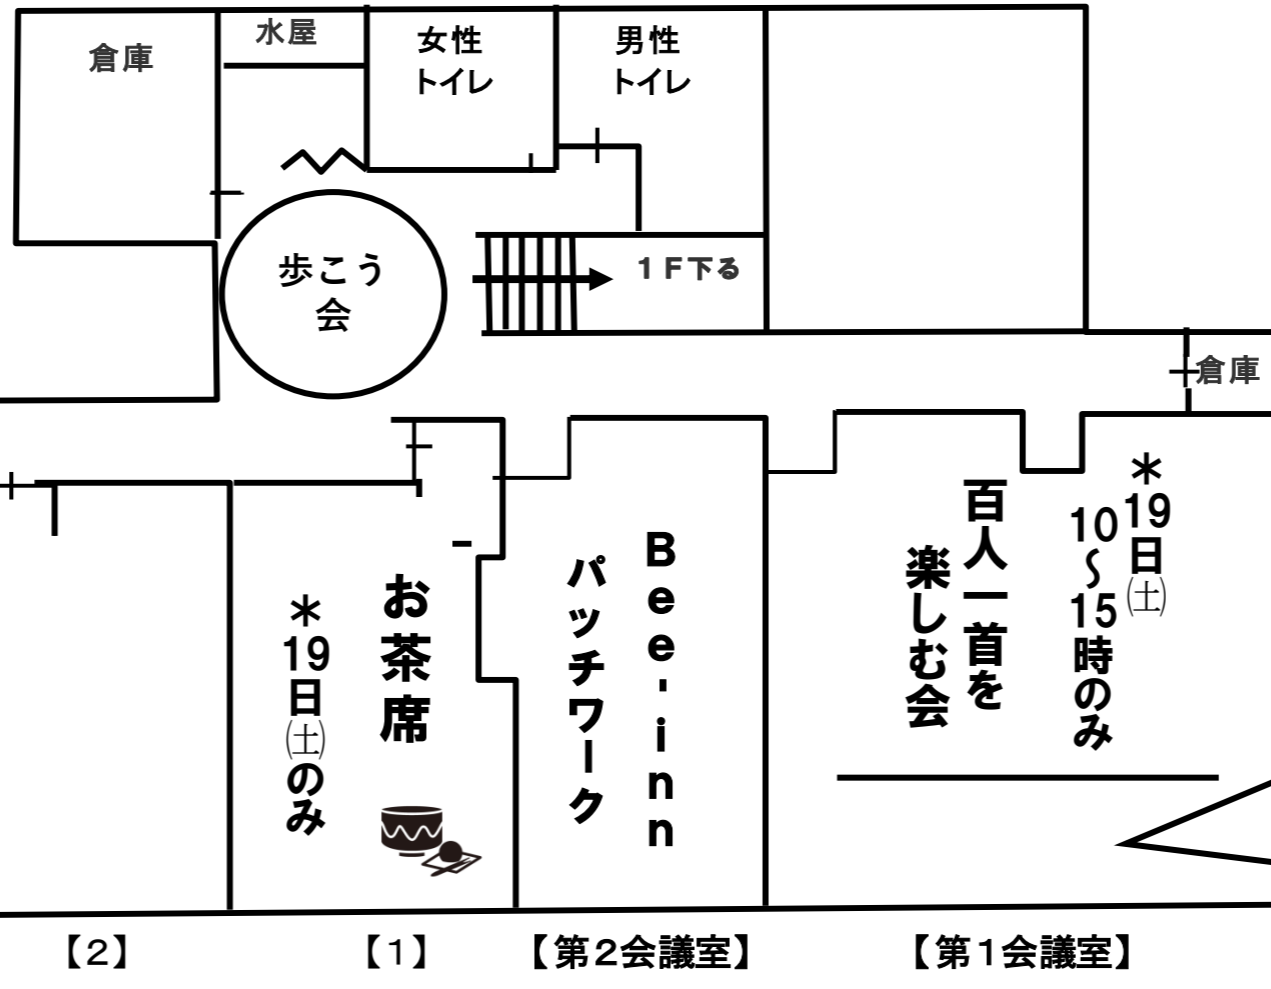 倉庫
水屋
女性
トイレ
男性
トイレ
歩こう
会
1F下る
倉庫
＊19日㈯
10～15時のみ
百人一首を
楽しむ会
Bee-inn
パッチワーク
お茶席
＊19日㈯のみ
【2】
【1】
【第2会議室】
【第1会議室】